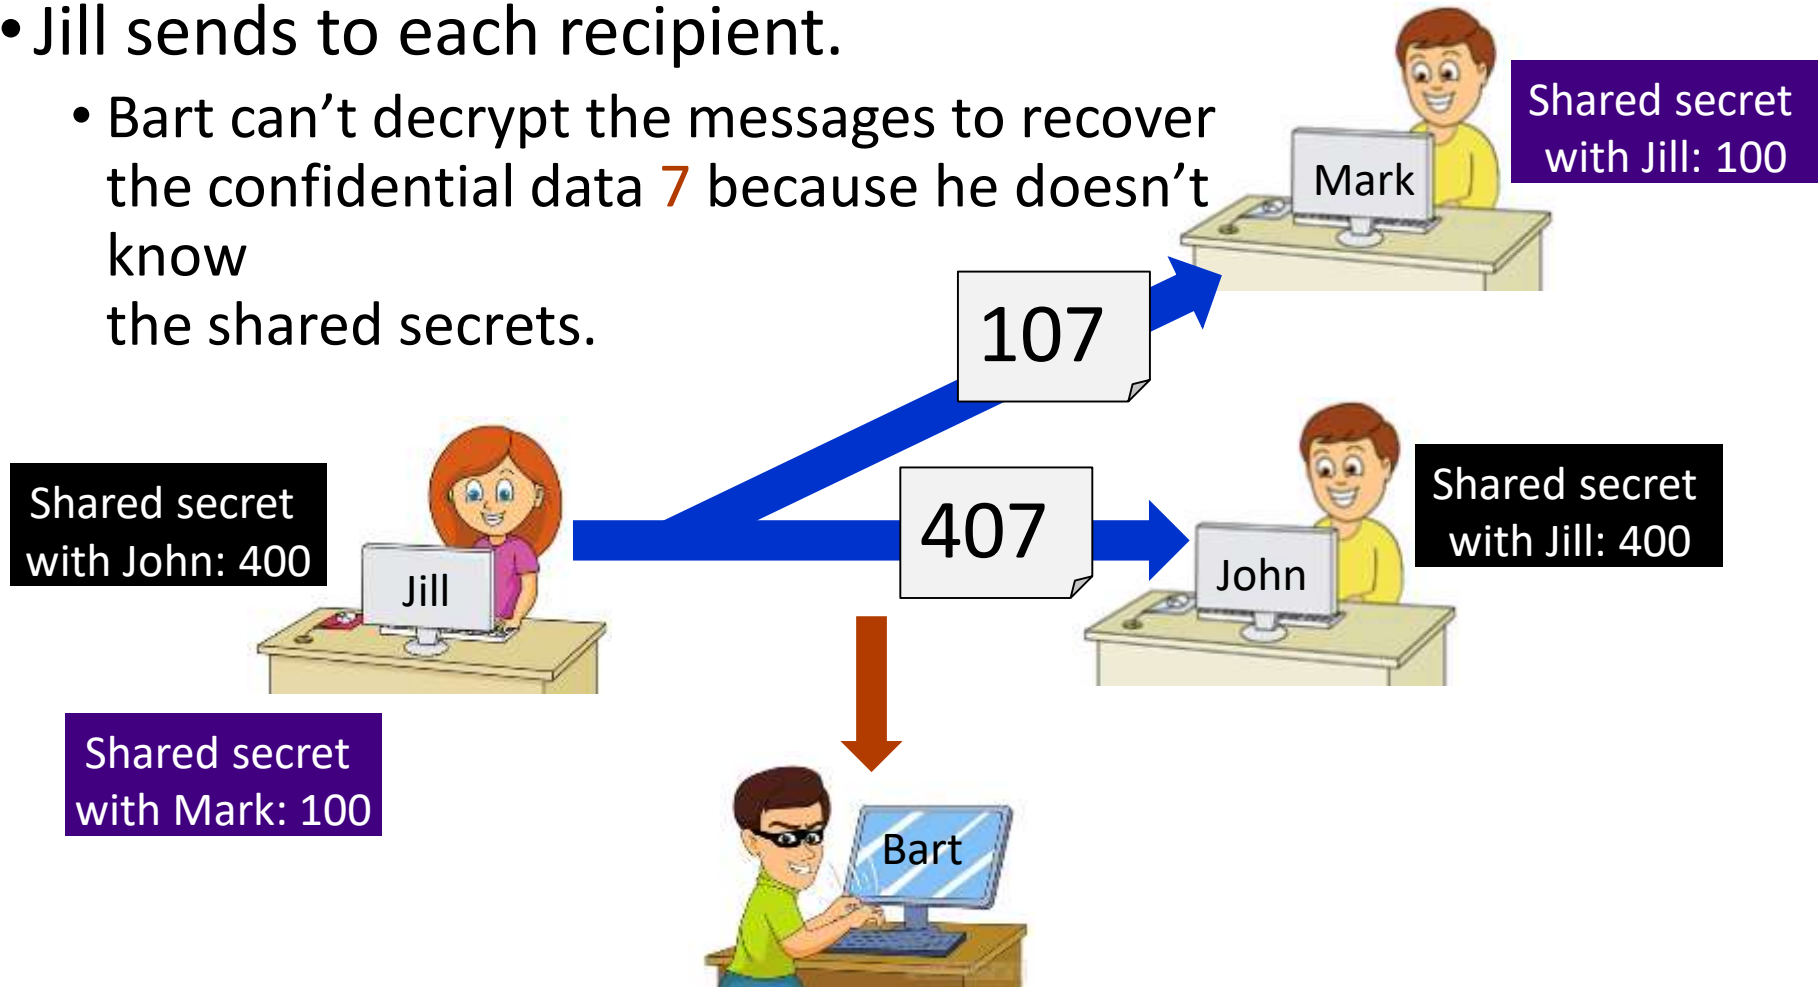 • Jill sends to each recipient.
• Bart can’t decrypt the messages to recover
the confidential data 7 because he doesn’t
know
the shared secrets.
Shared secret
with Jill: 100
Mark
107
Shared secret
with John: 400
Jill
407
John
Shared secret
with Jill: 400
Shared secret
with Mark: 100
Bart